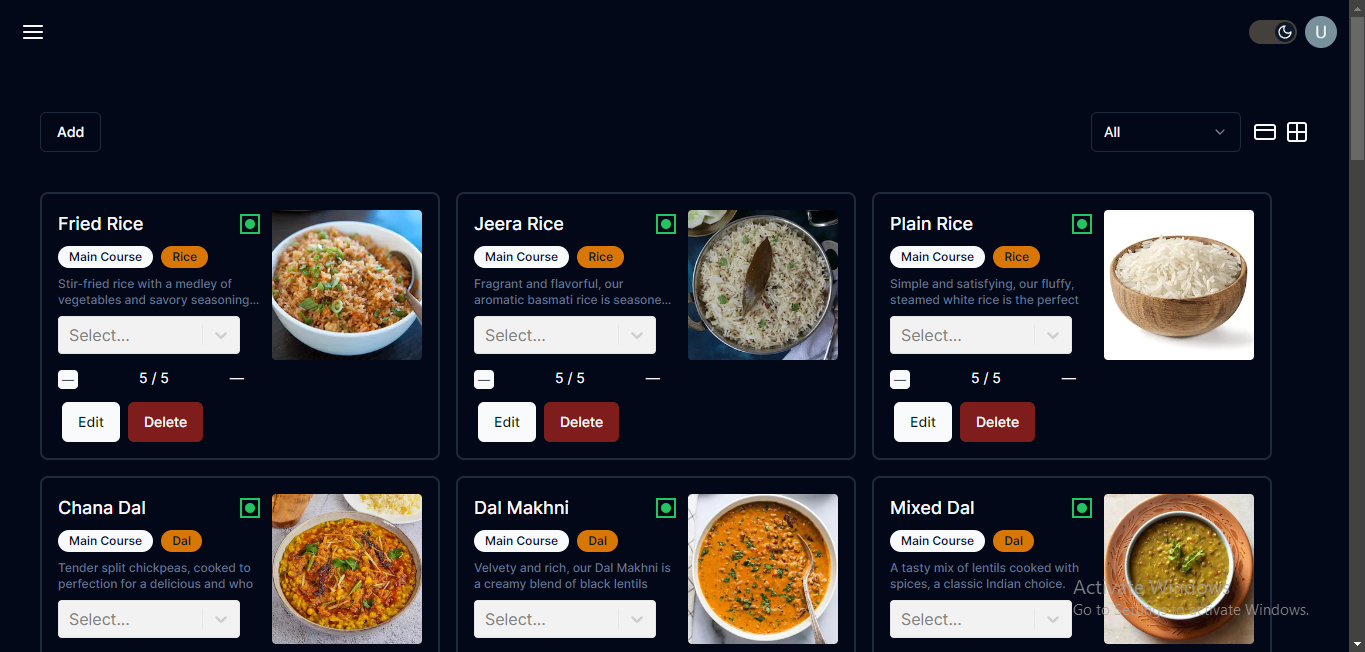 U
Add
All
Fried Rice
Main Course Rice
Stir-fried rice with a medley of
vegetables and savory seasoning...
Select...
5 / 5
Edit Delete
Jeera Rice
Main Course Rice
Fragrant and flavorful, our
aromatic basmati rice is seasone...
Select...
5 / 5
Edit Delete
Plain Rice
Main Course Rice
Simple and satisfying, our fluffy,
steamed white rice is the perfect
Select...
5 / 5
Edit Delete
Chana Dal
Main Course Dal
Tender split chickpeas, cooked to
perfection for a delicious and who
Select...
Dal Makhni
Main Course Dal
Velvety and rich, our Dal Makhni is
a creamy blend of black lentils
Select...
Mixed Dal
Main Course Dal
A tasty mix of lentils cooked with
spices, a classic Indian choice.
Select...
Activate Windows
Go to Settings to activate Windows.